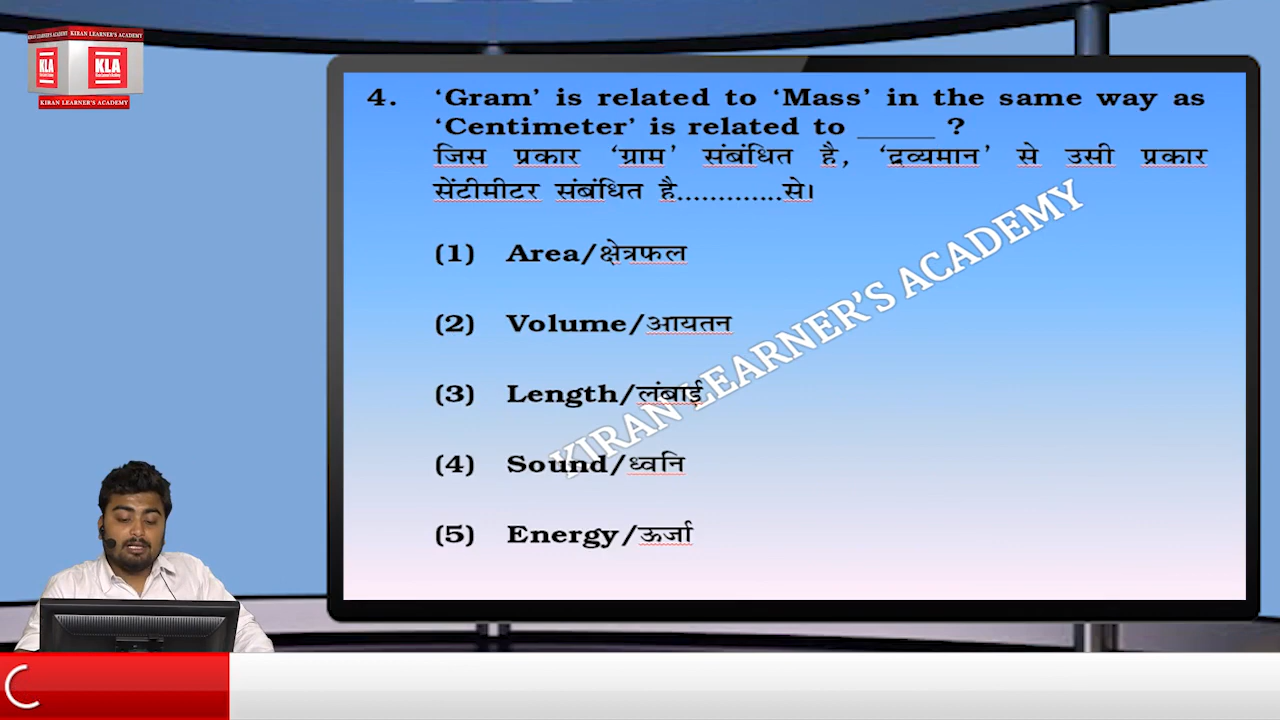 KIRAN LEARNER'S ACADEMY KIRAN LEARNER'S ACADEMY
KLA KLA
KIRAN LEARNER'S ACADEMY
4. ‘Gram’ is related to ‘Mass’ in the same way as
‘Centimeter’ is related to _____ ?
जिस प्रकार ‘ग्राम’ संबंधित है, ‘द्रव्यमान’ से उसी प्रकार
सेंटीमीटर संबंधित है.............से।
(1) Area/क्षेत्रफल
(2) Volume/आयतन
(3) Length/लंबाई
(4) Sound/ध्वनि
(5) Energy/ऊर्जा
KIRAN LEARNER'S ACADEMY